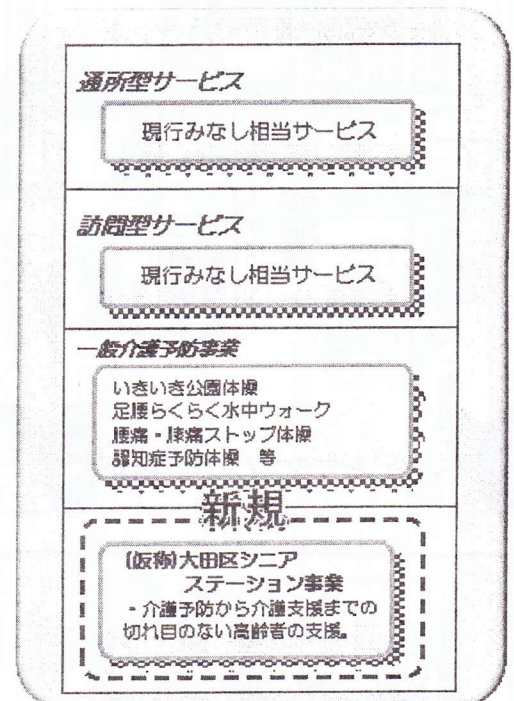 通所型サービス
現行みなし相当サービス
訪問型サービス
現行みなし相当サービス
一般介護予防事業
いきいき公園体操
足腰らくらく水中ウォーク
腰痛・膝痛ストップ体操
認知症予防体操　等
新規
(仮称)大田区シニア
ステーション事業
・介護予防から介護支援までの
切れ目のない高齢者の支援。